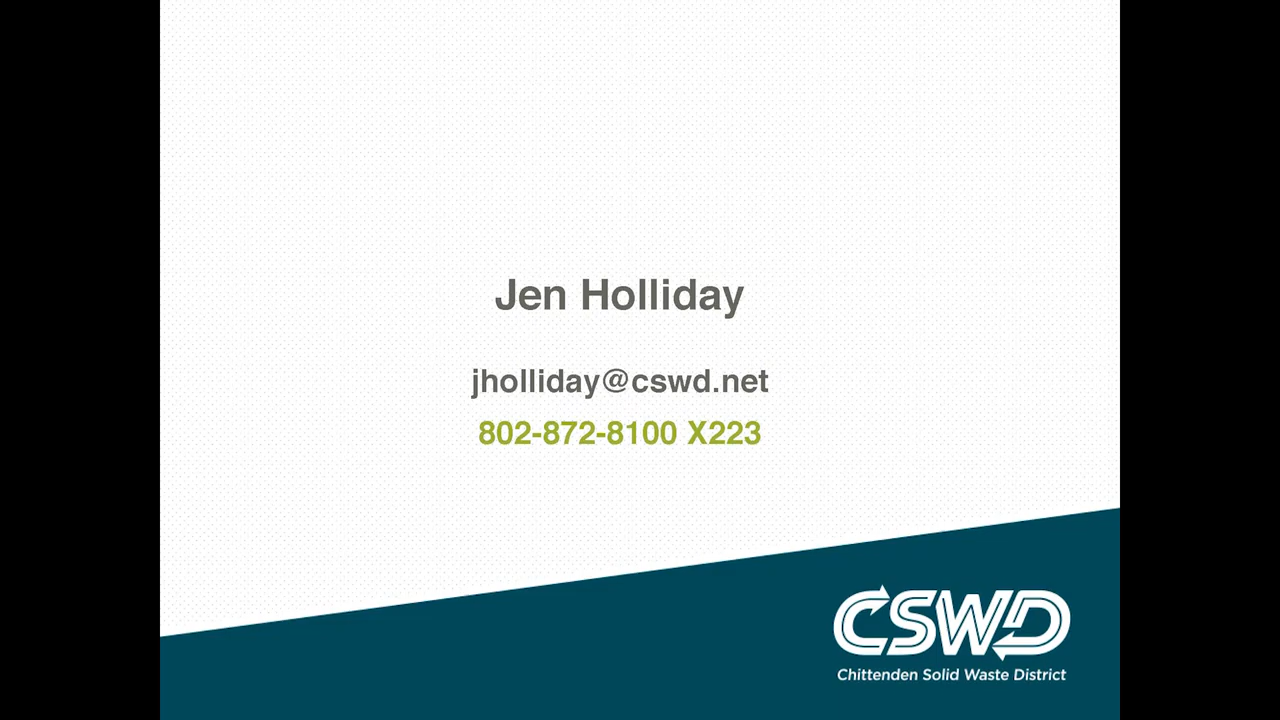 Jen Holliday
jholliday@cswd.net
802-872-8100 X223
CSWD
Chittenden Solid Waste District